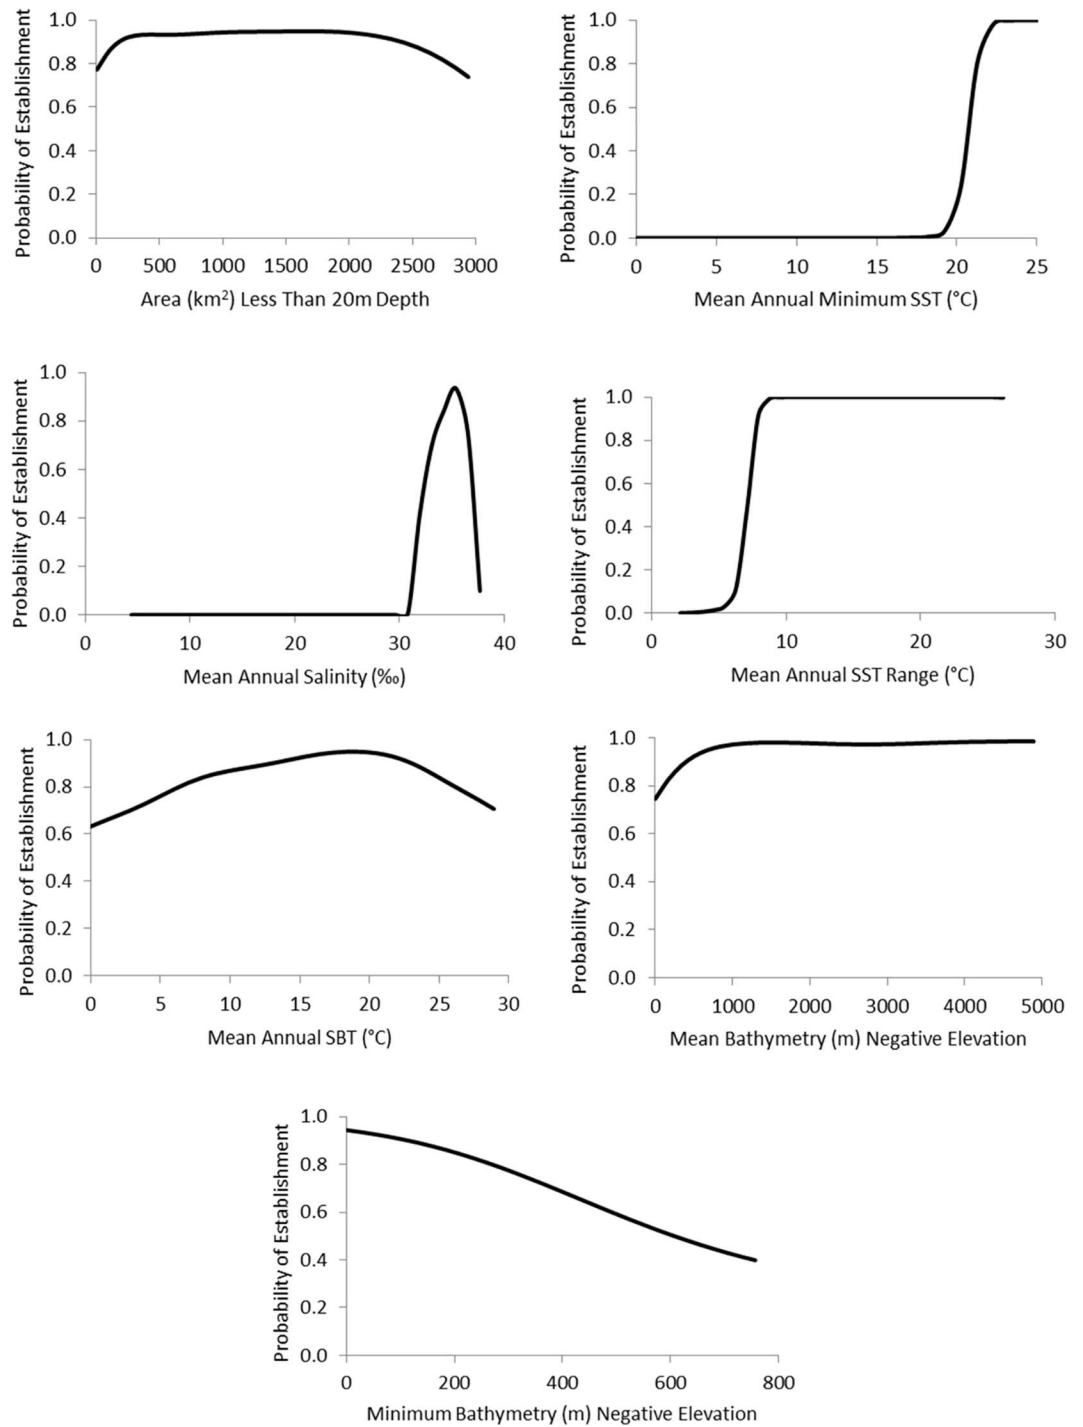 Probability of Establishment
1.0
0.8
0.6
0.4
0.2
0.0
0 500 1000 1500 2000 2500 3000
Area (km²) Less Than 20m Depth
Probability of Establishment
1.0
0.8
0.6
0.4
0.2
0.0
0 5 10 15 20 25
Mean Annual Minimum SST (°C)
Probability of Establishment
1.0
0.8
0.6
0.4
0.2
0.0
0 10 20 30 40
Mean Annual Salinity (‰)
Probability of Establishment
1.0
0.8
0.6
0.4
0.2
0.0
0 10 20 30
Mean Annual SST Range (°C)
Probability of Establishment
1.0
0.8
0.6
0.4
0.2
0.0
0 5 10 15 20 25 30
Mean Annual SBT (°C)
Probability of Establishment
1.0
0.8
0.6
0.4
0.2
0.0
0 1000 2000 3000 4000 5000
Mean Bathymetry (m) Negative Elevation
Probability of Establishment
1.0
0.8
0.6
0.4
0.2
0.0
0 200 400 600 800
Minimum Bathymetry (m) Negative Elevation